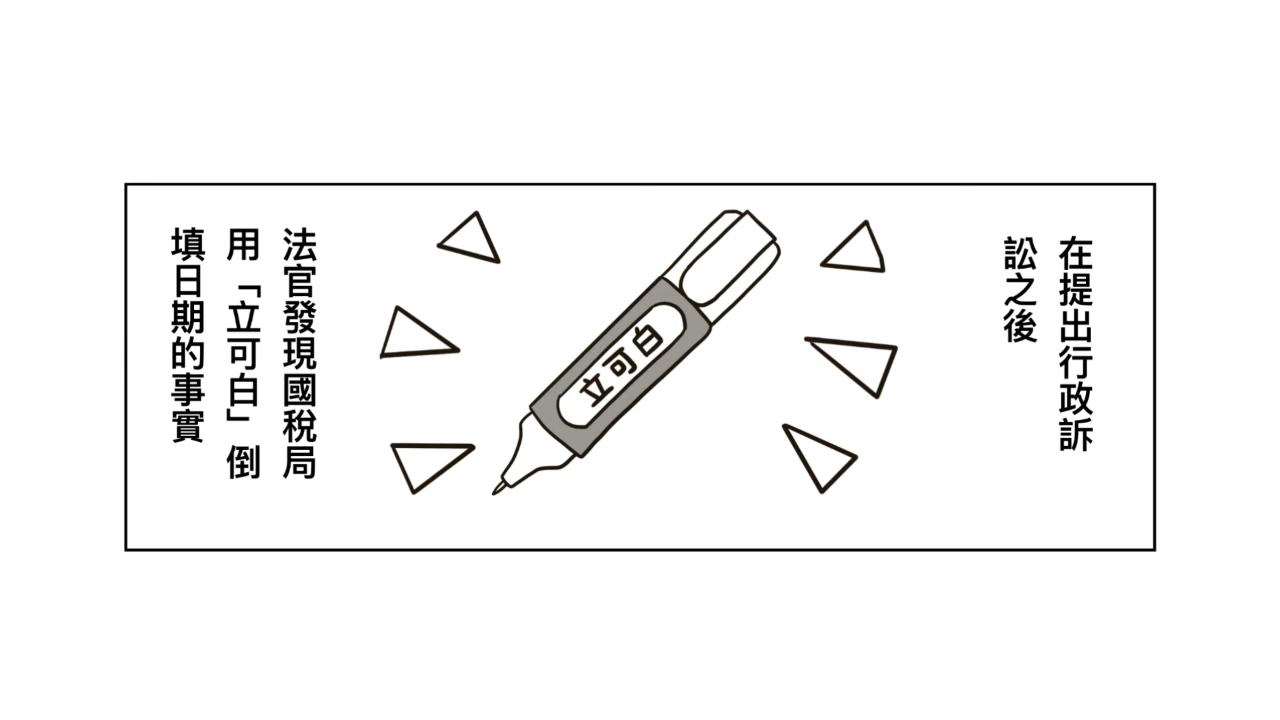 在提出行政訴
訟之後
立可白
法官發現國稅局
用「立可白」倒
填日期的事實